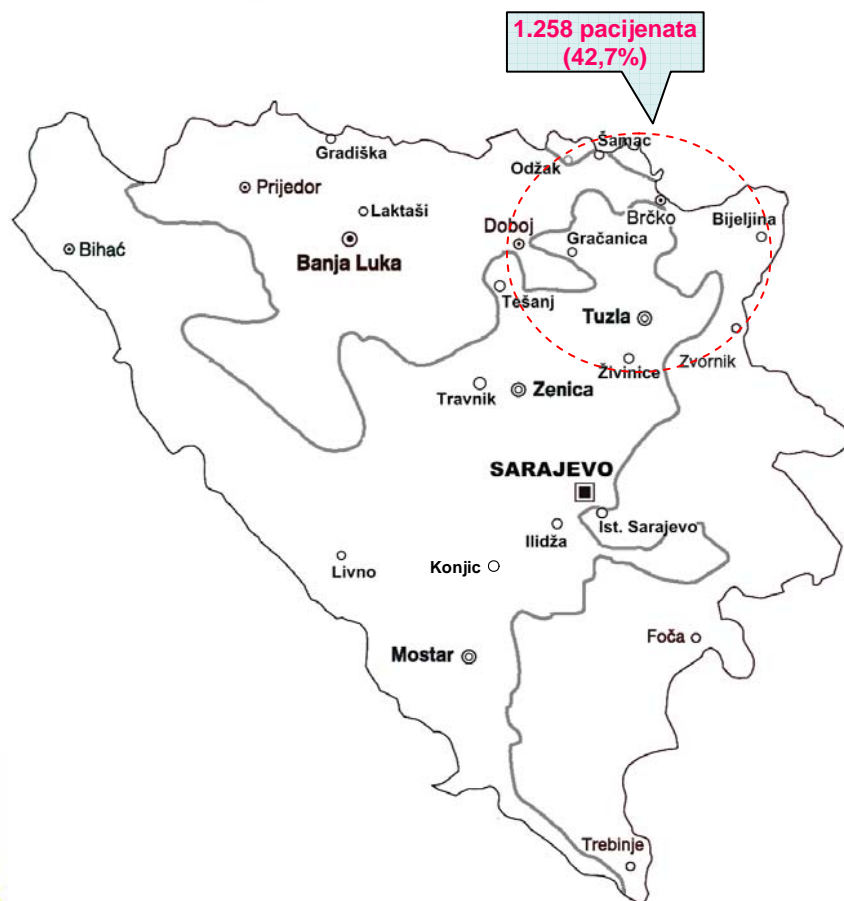 1.258 pacijenata
(42,7%)
Šamac
Gradiška
Odžak
Prijedor
Laktaši
Brčko
Bijeljina
Doboj
Gračanica
Bihać
Banja Luka
Tešanj
Tuzla
Zvornik
Živinice
Travnik
Zenica
SARAJEVO
Ist. Sarajevo
Ilidža
Livno
Konjic
Foča
Mostar
Trebinje